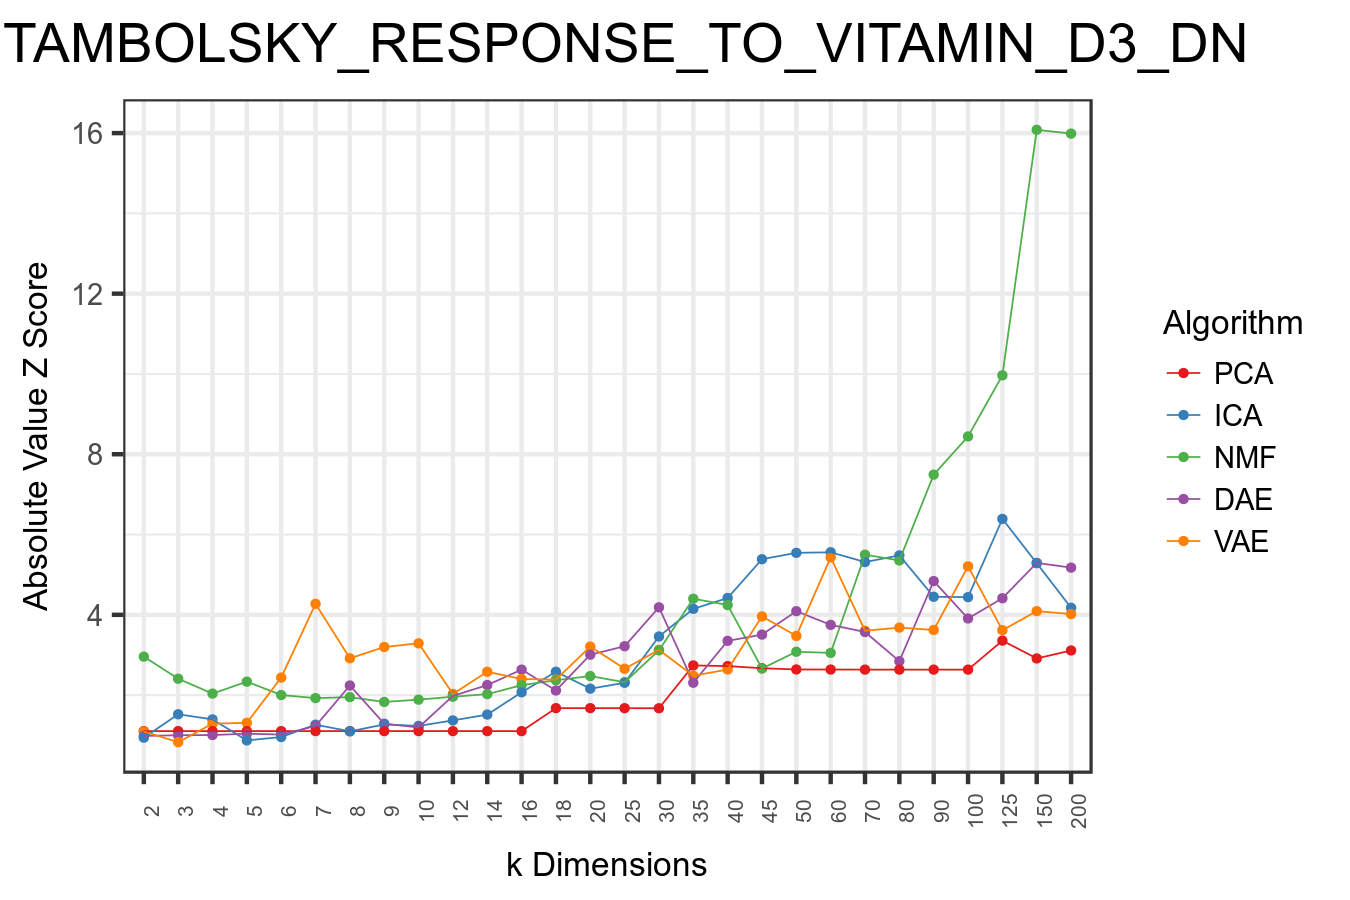 TAMBOLSKY_RESPONSE_TO_VITAMIN_D3_DN
16
12
8
4
Absolute Value Z Score
2 3 4 5 6 7 8 9 10 12 14 16 18 20 25 30 35 40 45 50 60 70 80 90 100 125 150 200
k Dimensions
Algorithm
PCA
ICA
NMF
DAE
VAE